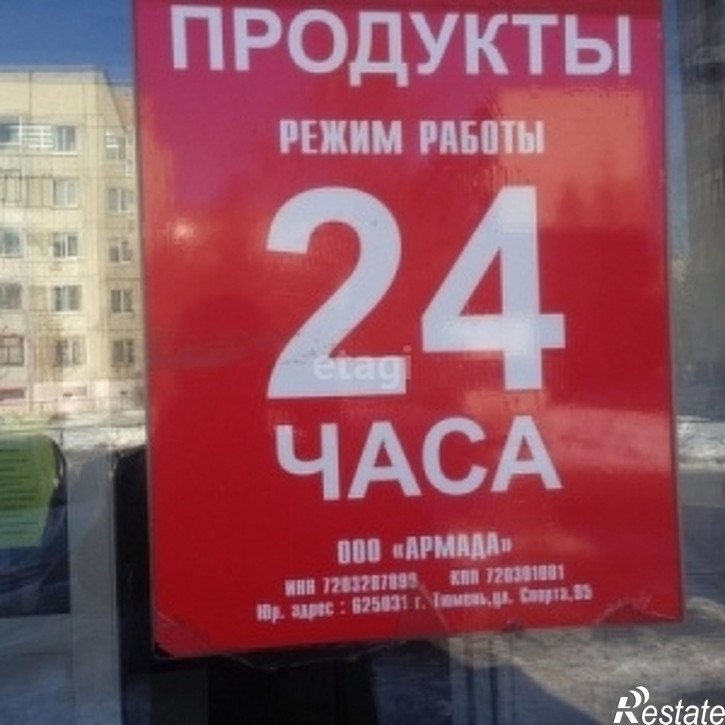 ПРОДУКТЫ
РЕЖИМ РАБОТЫ
24
ЧАСА
etagi
ООО «АРМАДА»
ИНН 7203207899 КПП 720301001
Юр. адрес : 625031 г. Тюмень,ул. Спорта,95
Restate